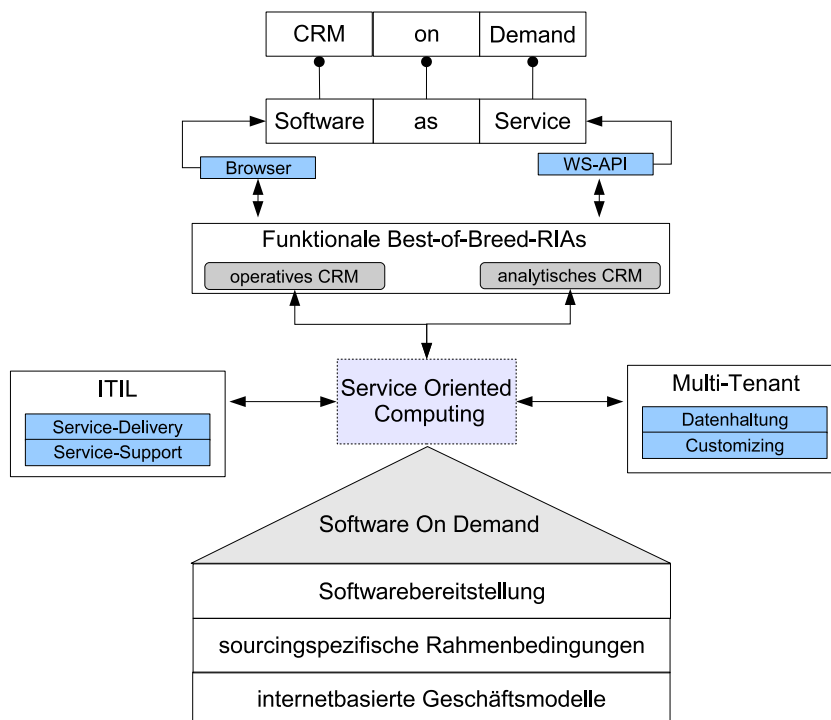 CRM on Demand
Software as Service
Browser
WS-API
Funktionale Best-of-Breed-RIAs
operatives CRM
analytisches CRM
ITIL
Service-Delivery
Service-Support
Service Oriented
Computing
Multi-Tenant
Datenhaltung
Customizing
Software On Demand
Softwarebereitstellung
sourcingspezifische Rahmenbedingungen
internetbasierte Geschäftsmodelle